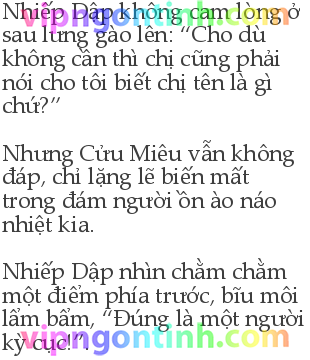 Nhiếp Dập không cam lòng ở
sau lưng gào lên: “Cho dù
không cần thì chị cũng phải
nói cho tôi biết chị tên là gì
chứ?”
Nhưng Cửu Miêu vẫn không
đáp, chỉ lặng lẽ biến mất
trong đám người ồn ào náo
nhiệt kia.
Nhiếp Dập nhìn chằm chằm
một điểm phía trước, bĩu môi
lẩm bẩm, “Đúng là một người
kỳ cục!”.
vipngontinh.com
vipngontinh.com